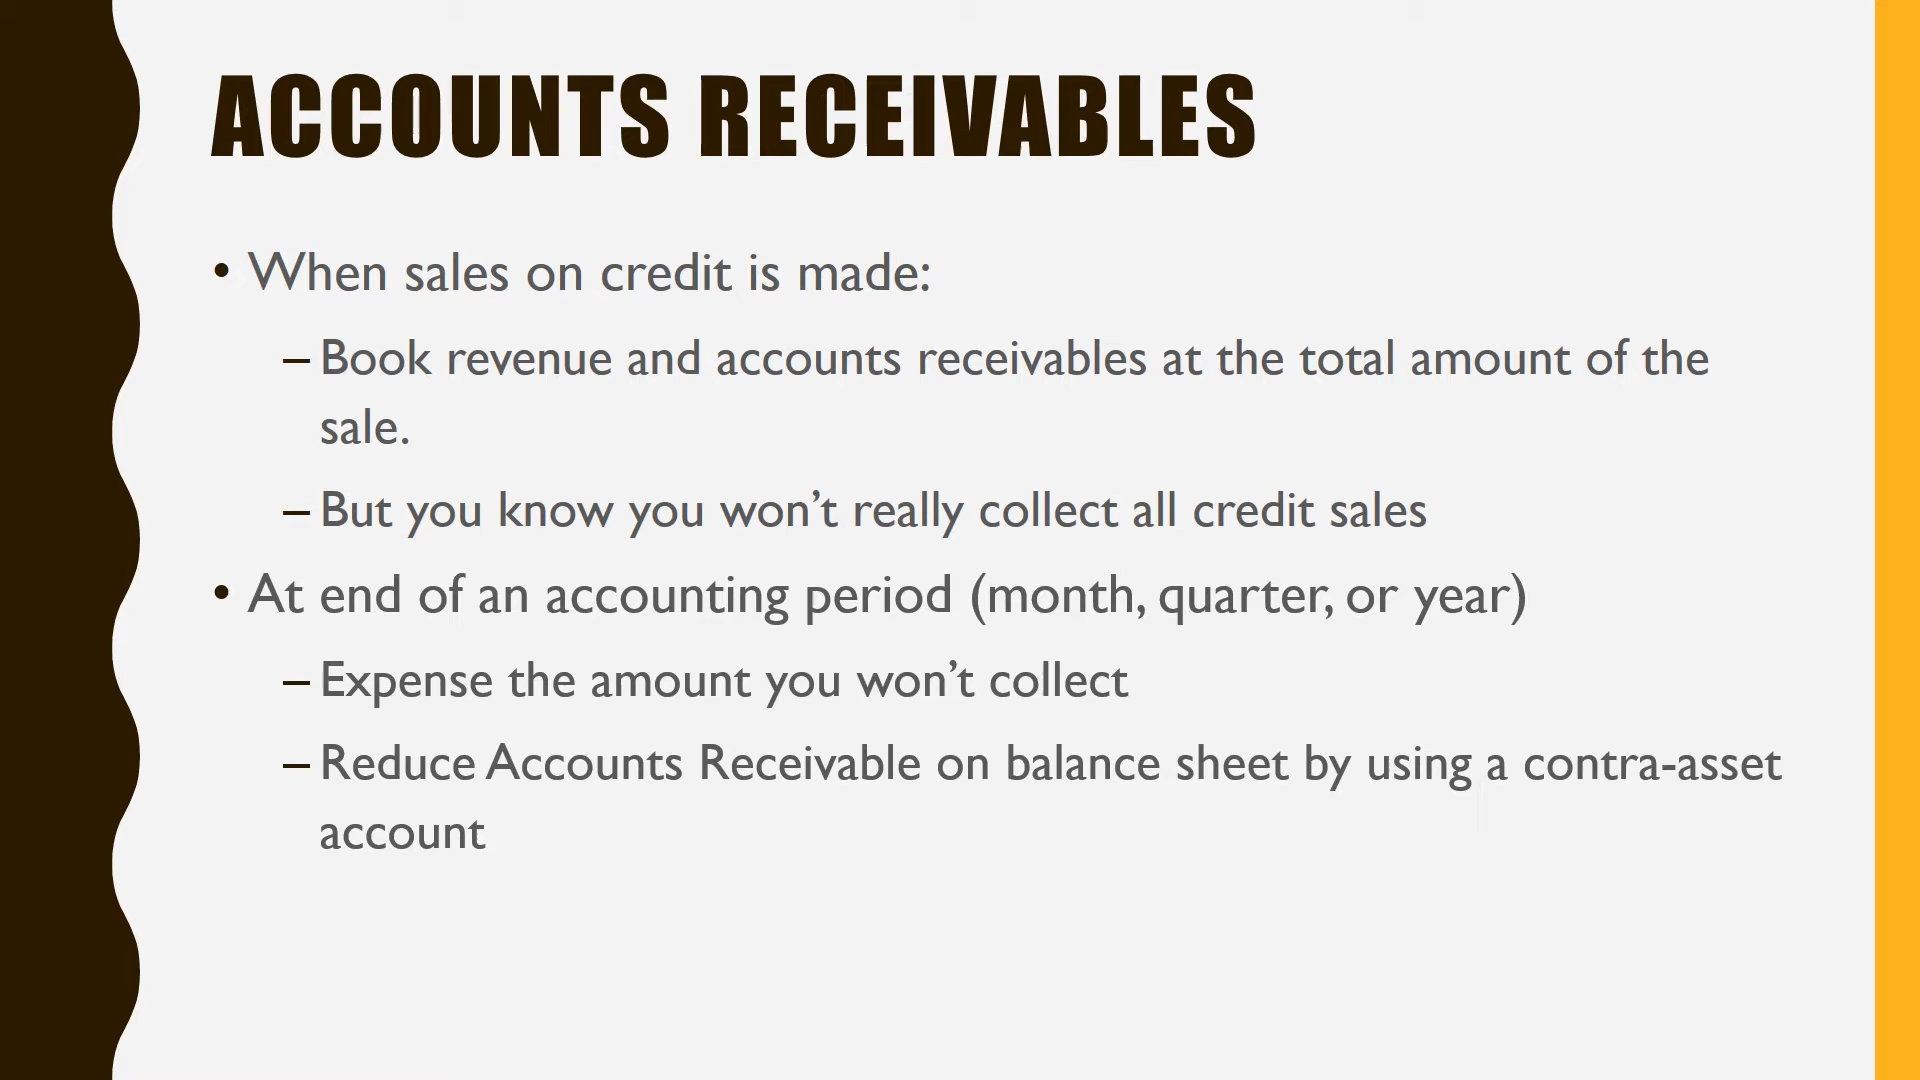 ACCOUNTS RECEIVABLES
• When sales on credit is made:
– Book revenue and accounts receivables at the total amount of the
sale.
– But you know you won’t really collect all credit sales
• At end of an accounting period (month, quarter, or year)
– Expense the amount you won’t collect
– Reduce Accounts Receivable on balance sheet by using a contra-asset
account